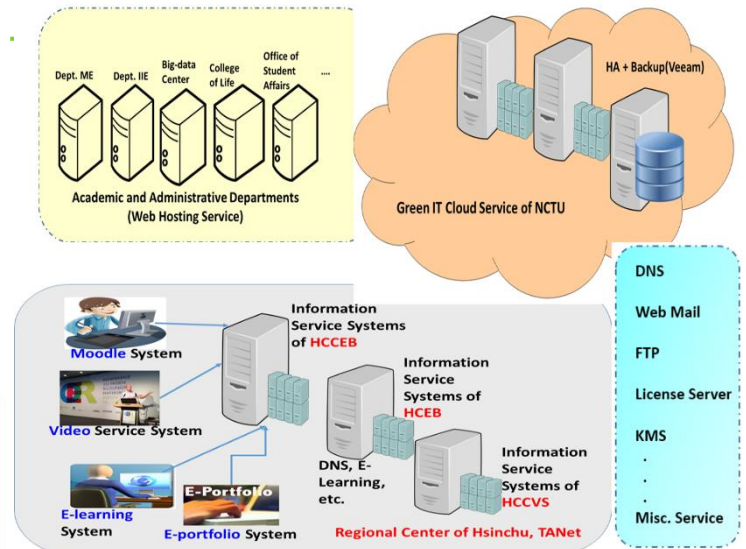 Dept. ME
Dept. IIE
Big-data
Center
College
of Life
Office of
Student
Affairs
....
Academic and Administrative Departments
(Web Hosting Service)
HA + Backup(Veeam)
Green IT Cloud Service of NCTU
Moodle System
Video Service System
E-learning
System
E-Portfolio
E-portfolio System
Information
Service Systems
of HCCEB
Information
Service
Systems of
HCEB
DNS, E-
Learning,
etc.
Information
Service
Systems of
HCCVS
Regional Center of Hsinchu, TANet
DNS
Web Mail
FTP
License Server
KMS
.
.
.
Misc. Service